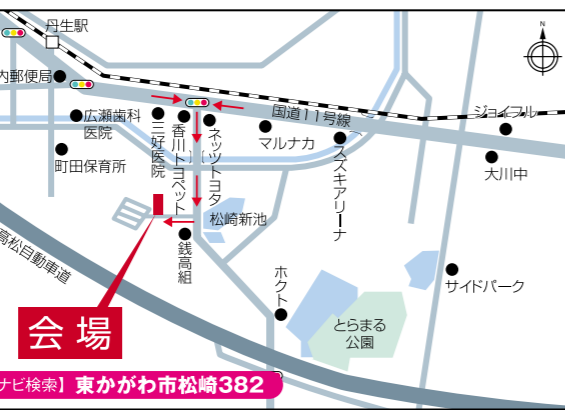 N
丹生駅
内郵便局
広瀬歯科
医院
町田保育所
三好医院
香川トヨペット
ネッツトヨタ
国道11号線
マルナカ
スズキアリーナ
ジョイフル
大川中
松崎新池
銭高組
高松自動車道
ホクト
とらまる
公園
サイドパーク
会場
ナビ検索】東かがわ市松崎382